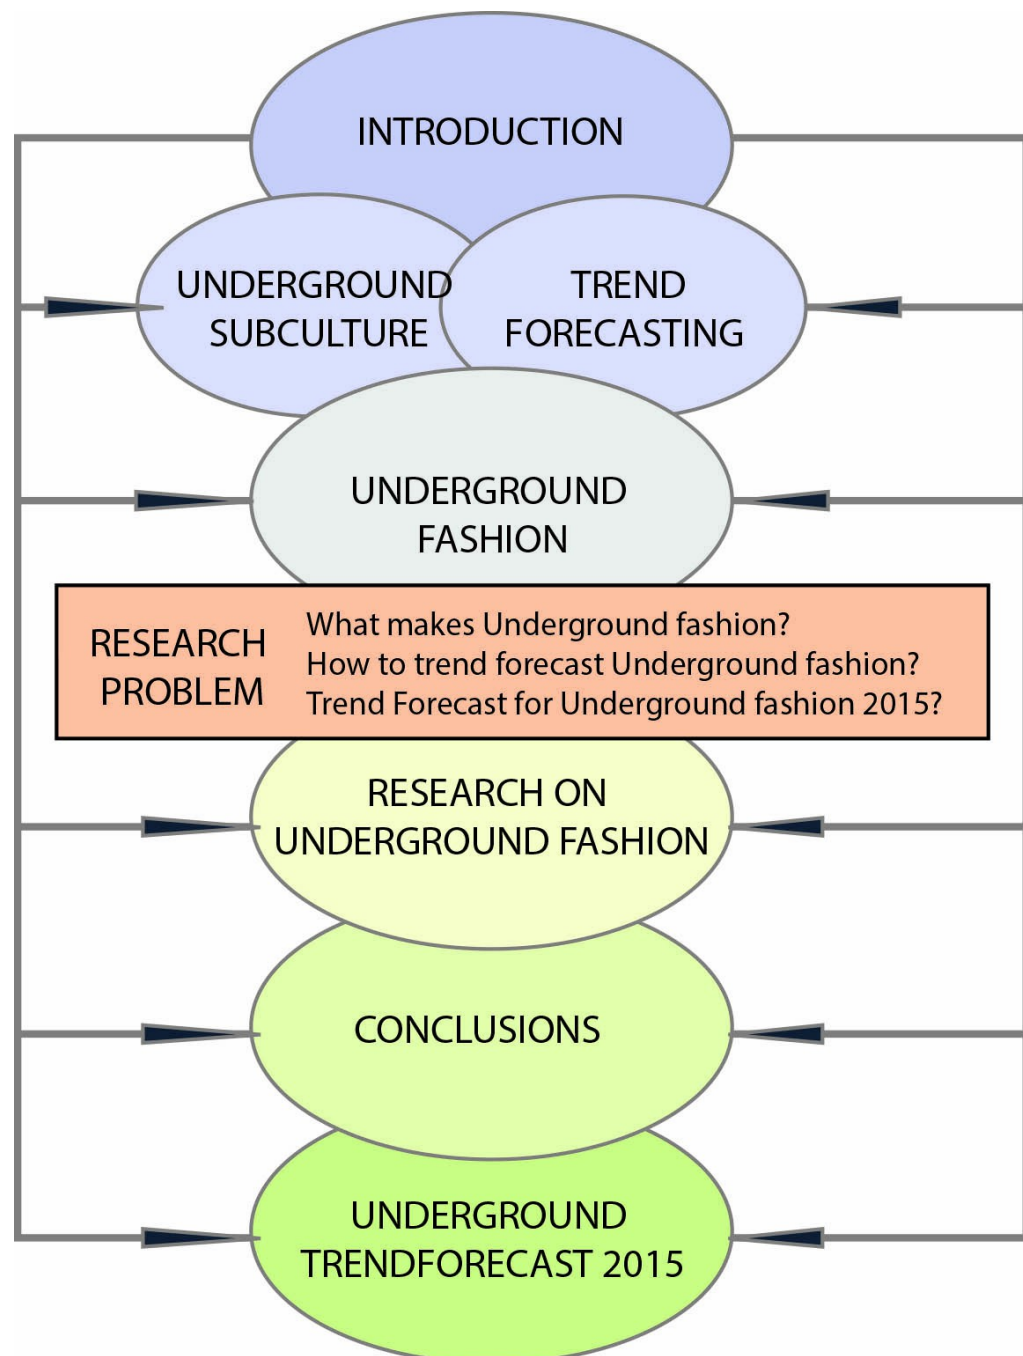 INTRODUCTION
UNDERGROUND
SUBCULTURE
TREND
FORECASTING
UNDERGROUND
FASHION
RESEARCH
PROBLEM
What makes Underground fashion?
How to trend forecast Underground fashion?
Trend Forecast for Underground fashion 2015?
RESEARCH ON
UNDERGROUND FASHION
CONCLUSIONS
UNDERGROUND
TRENDFORECAST 2015